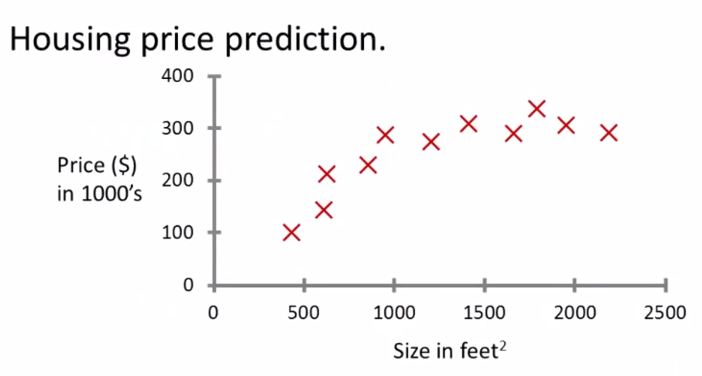 Housing price prediction.
400
300
Price ($)
in 1000's
200
100
0
0 500 1000 1500 2000 2500
Size in feet²